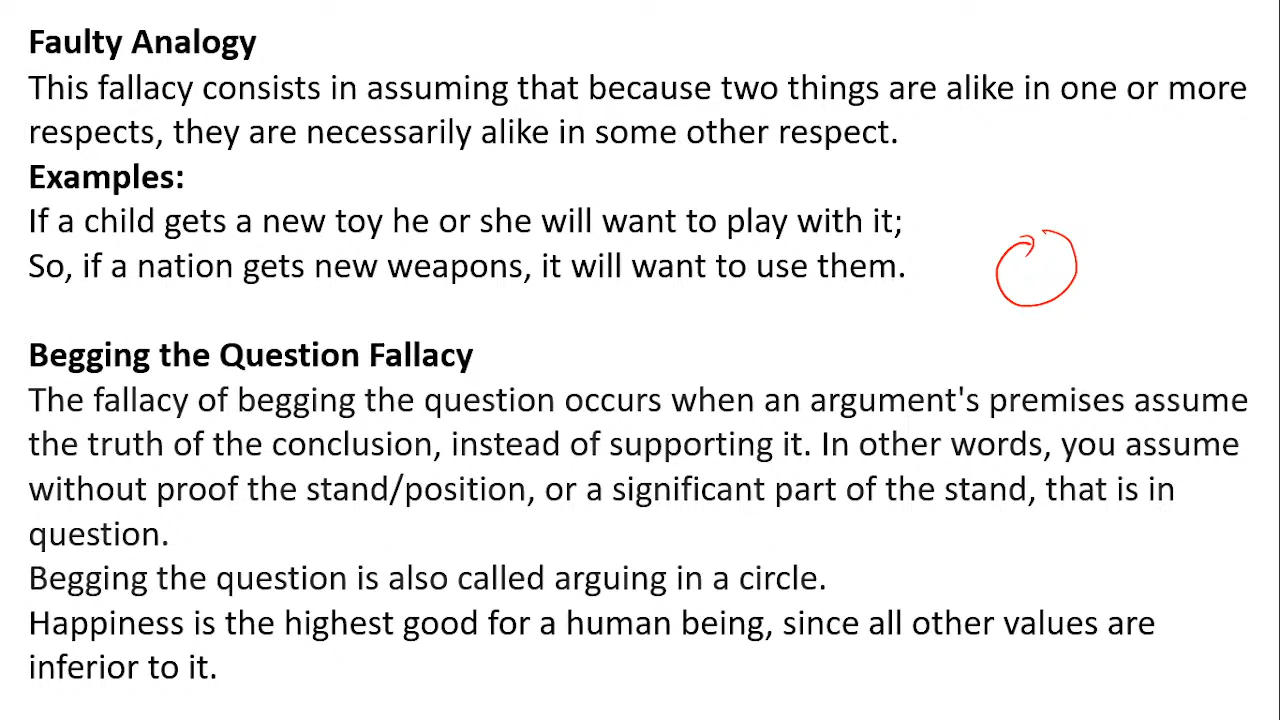 Faulty Analogy
This fallacy consists in assuming that because two things are alike in one or more
respects, they are necessarily alike in some other respect.
Examples:
If a child gets a new toy he or she will want to play with it;
So, if a nation gets new weapons, it will want to use them.
Begging the Question Fallacy
The fallacy of begging the question occurs when an argument's premises assume
the truth of the conclusion, instead of supporting it. In other words, you assume
without proof the stand/position, or a significant part of the stand, that is in
question.
Begging the question is also called arguing in a circle.
Happiness is the highest good for a human being, since all other values are
inferior to it.